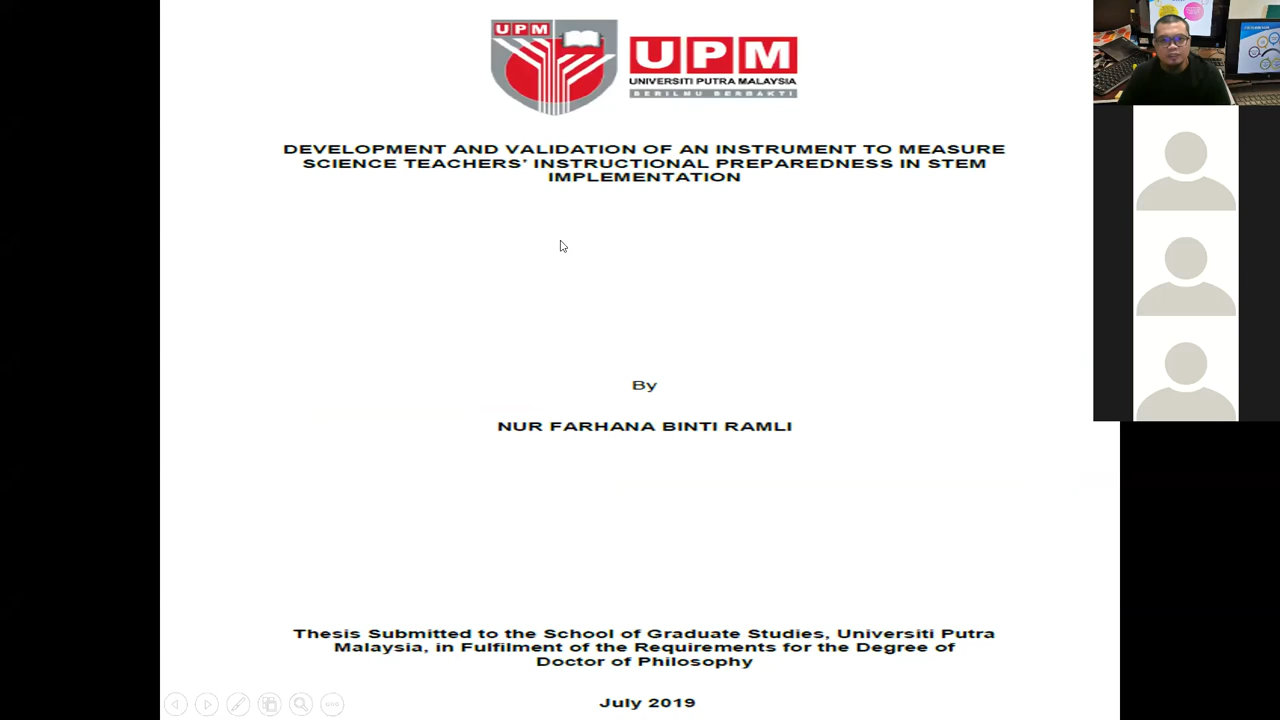 UPM
UPM
UNIVERSITI PUTRA MALAYSIA
BERILMU BERBAKTI
DEVELOPMENT AND VALIDATION OF AN INSTRUMENT TO MEASURE
SCIENCE TEACHERS' INSTRUCTIONAL PREPAREDNESS IN STEM
IMPLEMENTATION
By
NUR FARHANA BINTI RAMLI
Thesis Submitted to the School of Graduate Studies, Universiti Putra
Malaysia, in Fulfilment of the Requirements for the Degree of
Doctor of Philosophy
July 2019